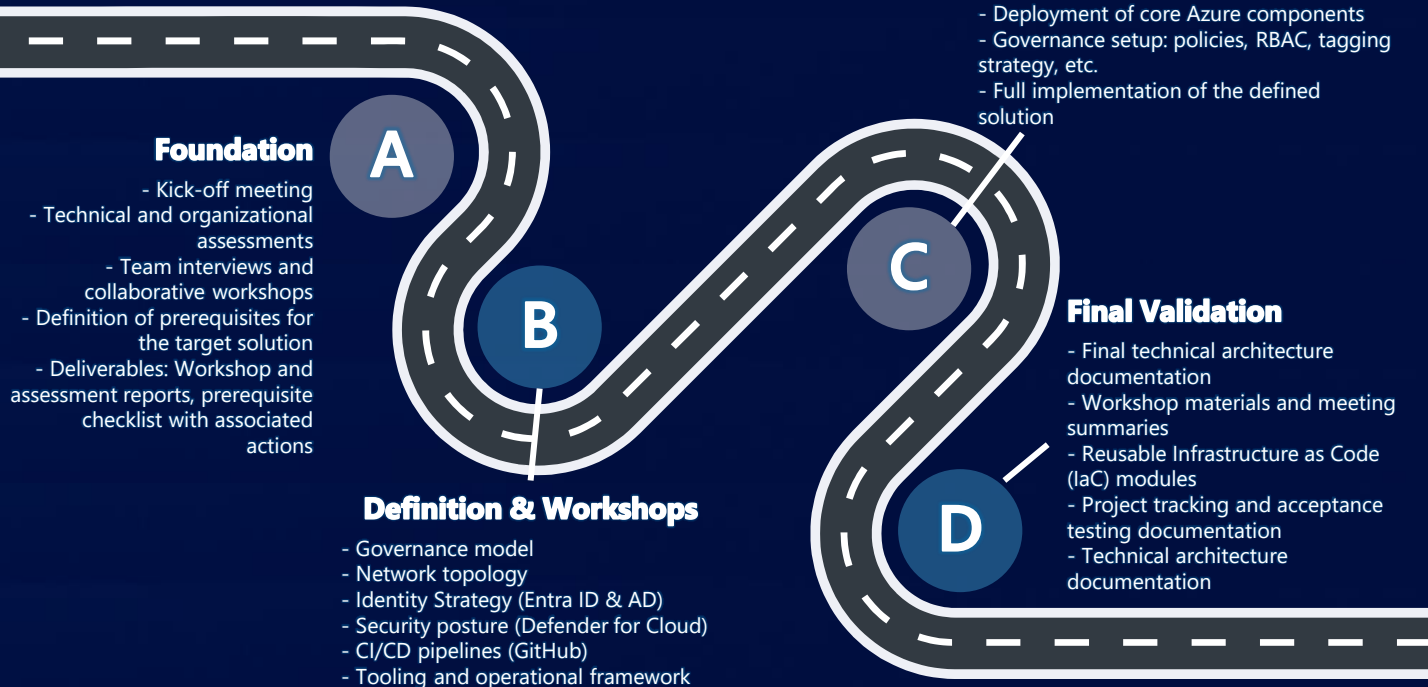 A
Foundation
- Kick-off meeting
- Technical and organizational
assessments
- Team interviews and
collaborative workshops
- Definition of prerequisites for
the target solution
- Deliverables: Workshop and
assessment reports, prerequisite
checklist with associated
actions
B
Definition & Workshops
- Governance model
- Network topology
- Identity Strategy (Entra ID & AD)
- Security posture (Defender for Cloud)
- CI/CD pipelines (GitHub)
- Tooling and operational framework
C
- Deployment of core Azure components
- Governance setup: policies, RBAC, tagging
strategy, etc.
- Full implementation of the defined
solution
D
Final Validation
- Final technical architecture
documentation
- Workshop materials and meeting
summaries
- Reusable Infrastructure as Code
(IaC) modules
- Project tracking and acceptance
testing documentation
- Technical architecture
documentation